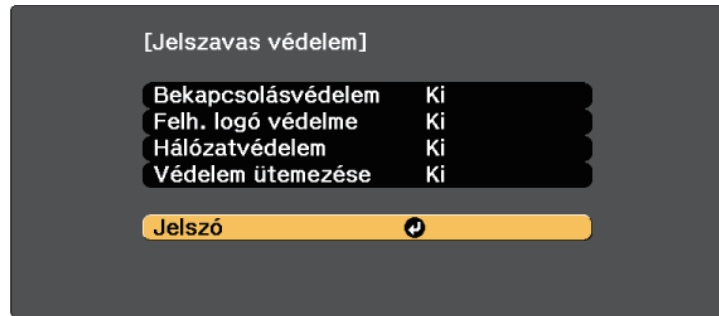 [Jelszavas védelem]
Bekapcsolásvédelem Ki
Felh. logó védelme Ki
Hálózatvédelem Ki
Védelem ütemezése Ki
Jelszó